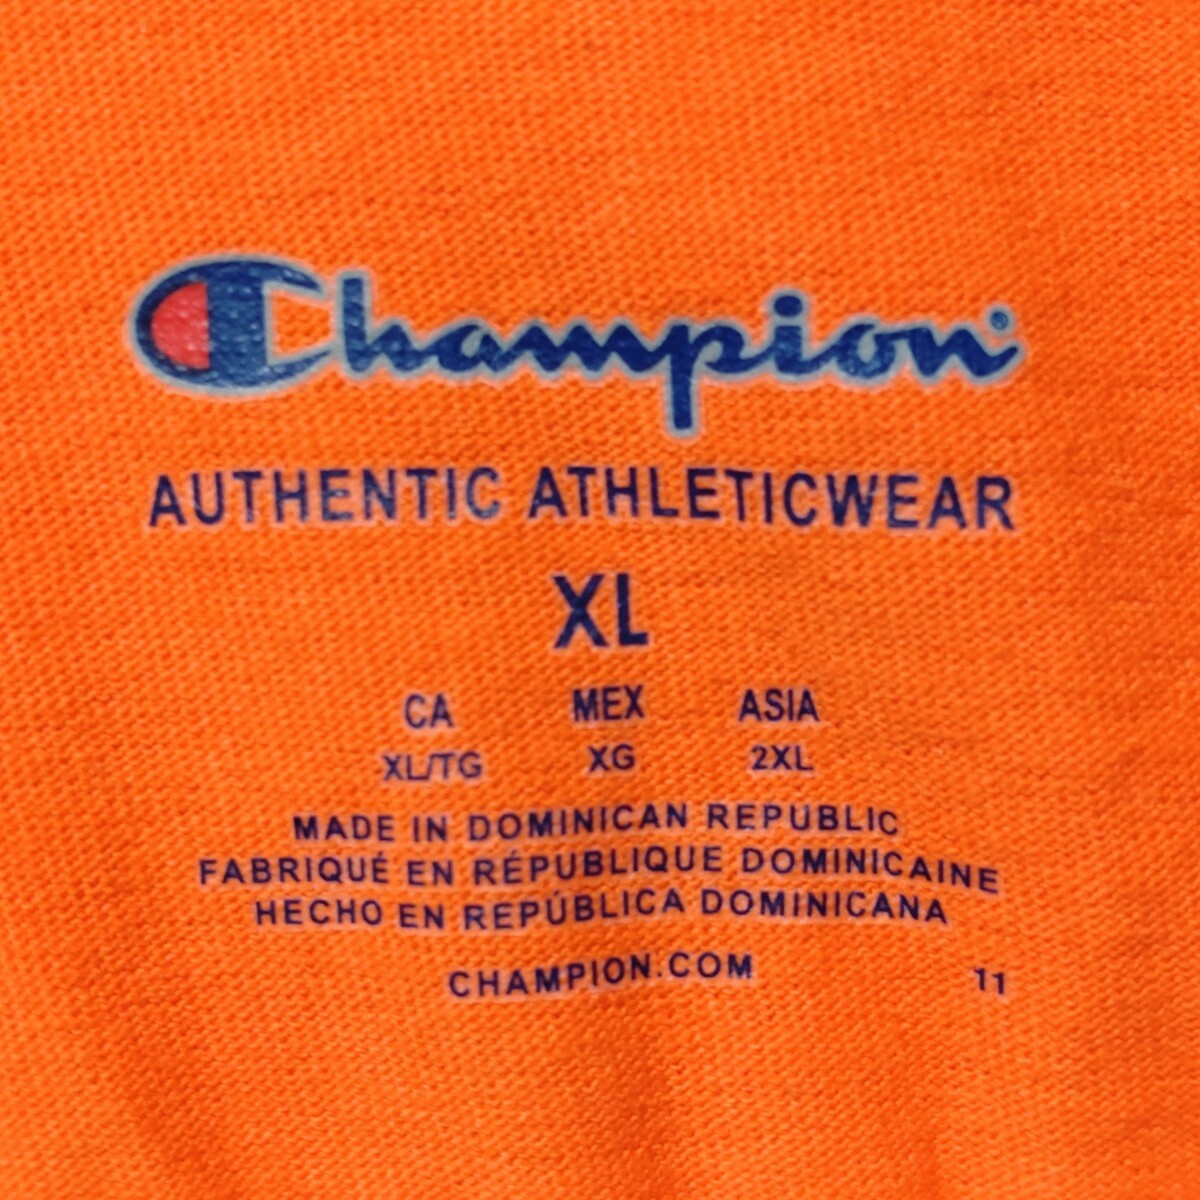 Champion®
AUTHENTIC ATHLETICWEAR
XL
CA MEX ASIA
XL/TG XG 2XL
MADE IN DOMINICAN REPUBLIC
FABRIQUÉ EN RÉPUBLIQUE DOMINICAINE
HECHO EN REPÚBLICA DOMINICANA
CHAMPION.COM 11